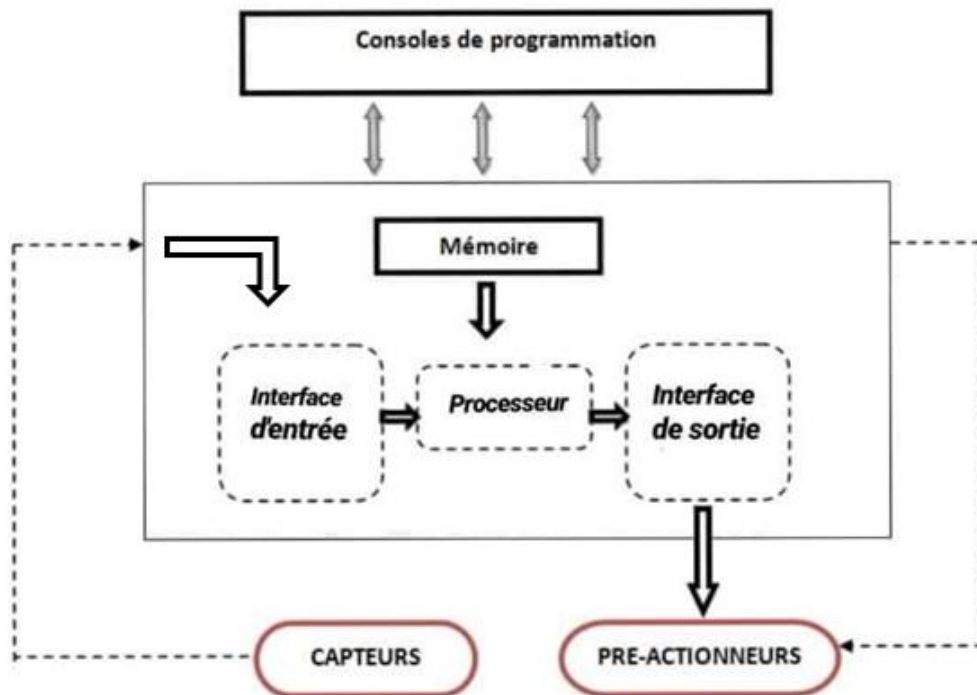 Consoles de programmation
Mémoire
Interface
d'entrée
Processeur
Interface
de sortie
CAPTEURS
PRE-ACTIONNEURS